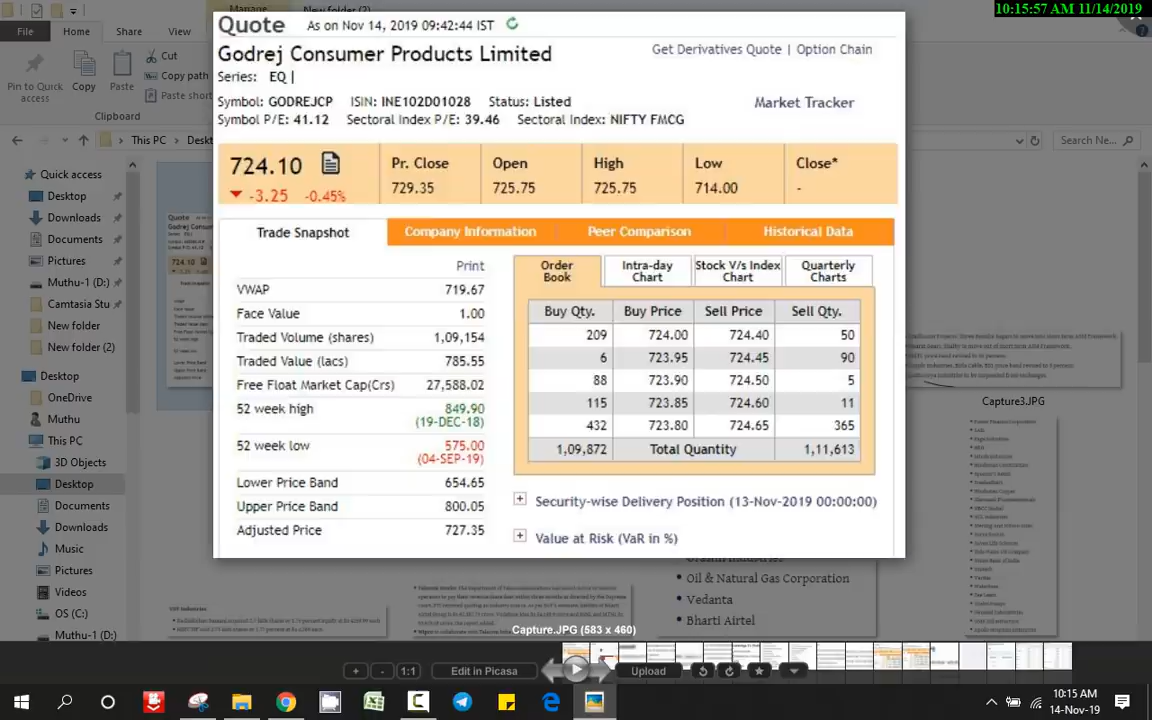 Manage
New folder (2)
10:15:57 AM 11/14/2019
File
Home
Share
View
Pin to Quick
access
Copy
Paste
Cut
Copy path
Paste short
Clipboard
This PC
Deskt
Search Ne...
Quick access
Desktop
Downloads
Documents
Pictures
Muthu-1 (D:)
Camtasia Stu
New folder
New folder (2)
Desktop
OneDrive
Muthu
This PC
3D Objects
Desktop
Documents
Downloads
Music
Pictures
Videos
OS (C:)
Muthu-1 (D:)
Quote As on Nov 14, 2019 09:42:44 IST
Godrej Consumer Products Limited
Get Derivatives Quote | Option Chain
Series: EQ |
Symbol: GODREJCP ISIN: INE102D01028 Status: Listed
Market Tracker
Symbol P/E: 41.12 Sectoral Index P/E: 39.46 Sectoral Index: NIFTY FMCG
724.10 Pr. Close Open High Low Close*
-3.25 -0.45% 729.35 725.75 725.75 714.00 -
Trade Snapshot Company Information Peer Comparison Historical Data
Print
VWAP 719.67
Face Value 1.00
Traded Volume (shares) 1,09,154
Traded Value (lacs) 785.55
Free Float Market Cap(Crs) 27,588.02
52 week high 849.90
(19-DEC-18)
52 week low 575.00
(04-SEP-19)
Lower Price Band 654.65
Upper Price Band 800.05
Adjusted Price 727.35
Order
Book
Intra-day
Chart
Stock V/s Index
Chart
Quarterly
Charts
Buy Qty. Buy Price Sell Price Sell Qty.
209 724.00 724.40 50
6 723.95 724.45 90
88 723.90 724.50 5
115 723.85 724.60 11
432 723.80 724.65 365
1,09,872 Total Quantity 1,11,613
+ Security-wise Delivery Position (13-Nov-2019 00:00:00)
+ Value at Risk (VaR in %)
Capture3.JPG
• Oil & Natural Gas Corporation
• Vedanta
• Bharti Airtel
Capture.JPG (583 x 460)
+ - 1:1 Edit in Picasa Upload
10:15 AM
14-Nov-19